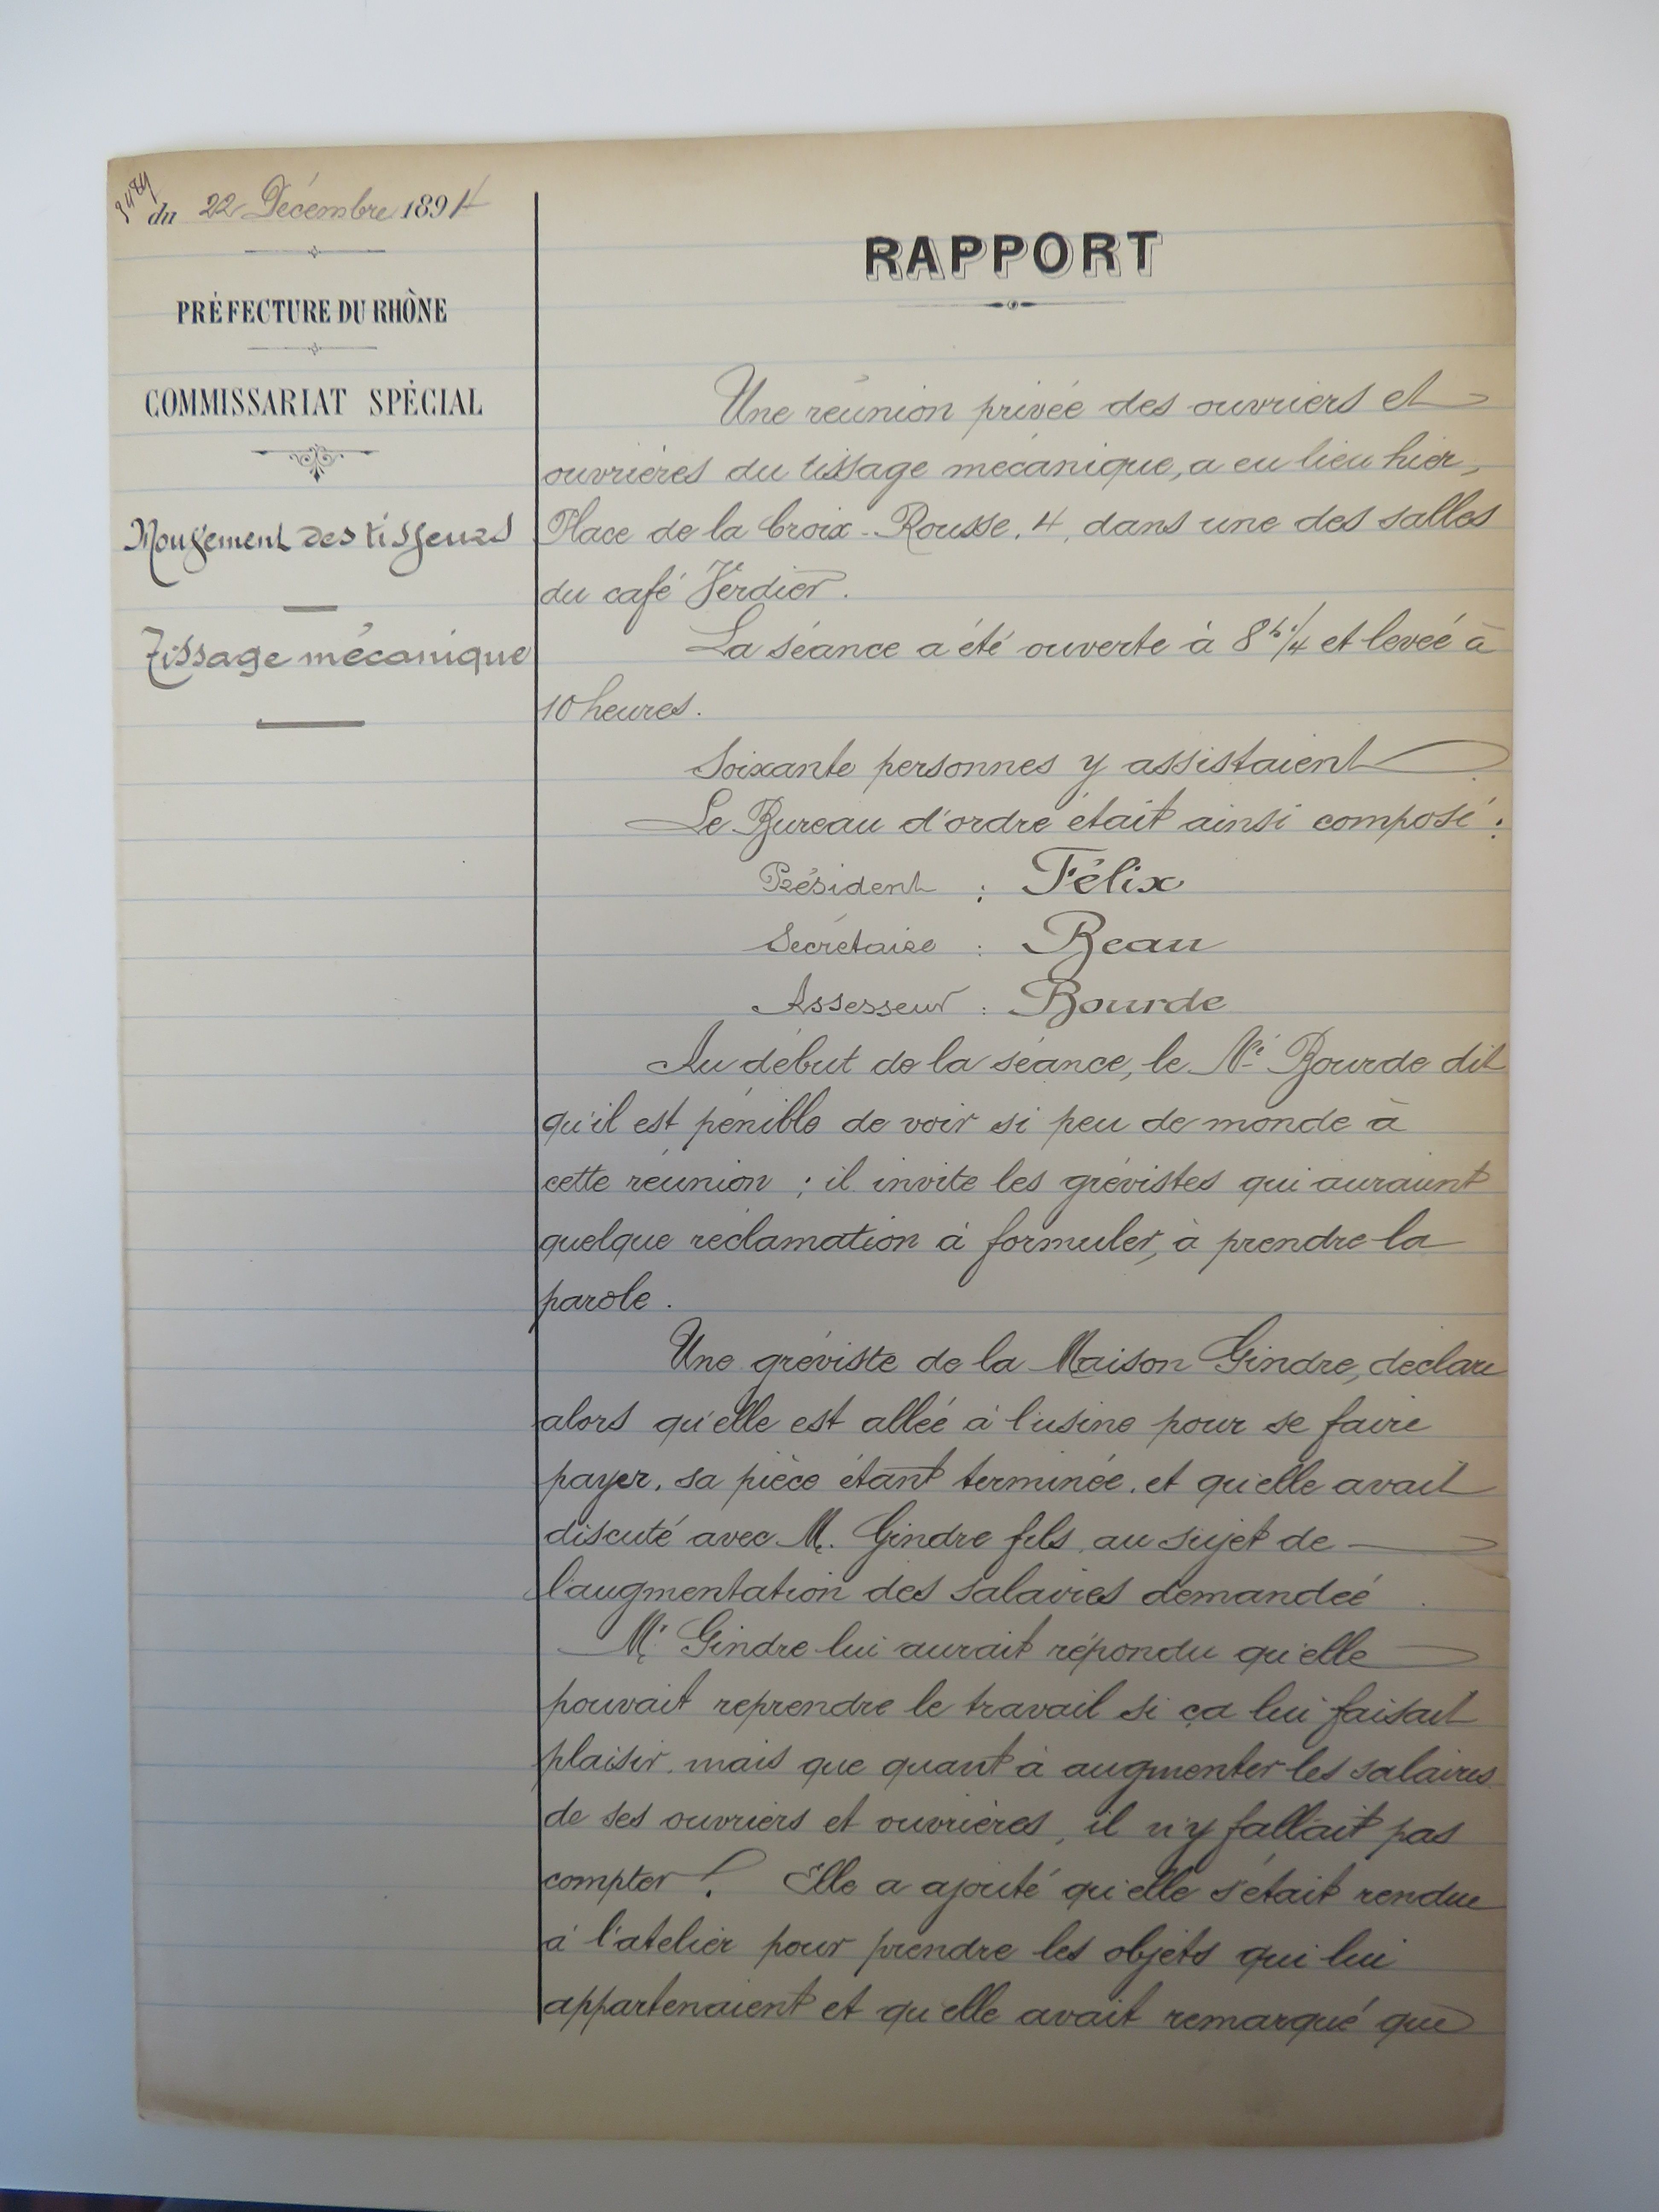 du 22 Décembre 1894
PRÉFECTURE DU RHÔNE
COMMISSARIAT SPÉCIAL
Mouvement des tisseurs
Tissage mécanique
RAPPORT
Une réunion privée des ouvriers et
ouvrières du tissage mécanique, a eu lieu hier,
Place de la Croix-Rousse, 4, dans une des salles
du café Verdier.
La séance a été ouverte à 8h 1/4 et levée à
10 heures.
Soixante personnes y assistaient
Le Bureau d'ordre était ainsi composé :
Président : Félix
Secrétaire : Beau
Assesseur : Bourde
Au début de la séance, le Né Bourde dit
qu'il est pénible de voir si peu de monde à
cette réunion ; il invite les grévistes qui auraunt
quelque réclamation à formuler, à prendre la
parole.
Une gréviste de la Maison Gindre, déclare
alors qu'elle est allée à l'usine pour se faire
payer, sa pièce étant terminée, et qu'elle avait
discuté avec M. Gindre fils, au sujet de
l'augmentation des salaires demandée
Mr Gindre lui aurait répondu qu'elle
pouvait reprendre le travail si ça lui faisait
plaisir, mais que quant à augmenter les salaires
de ses ouvriers et ouvrières, il n'y fallait pas
compter ! Elle a ajouté qu'elle s'était rendue
à l'atelier pour prendre les objets qui lui
appartenaient et qu'elle avait remarqué que